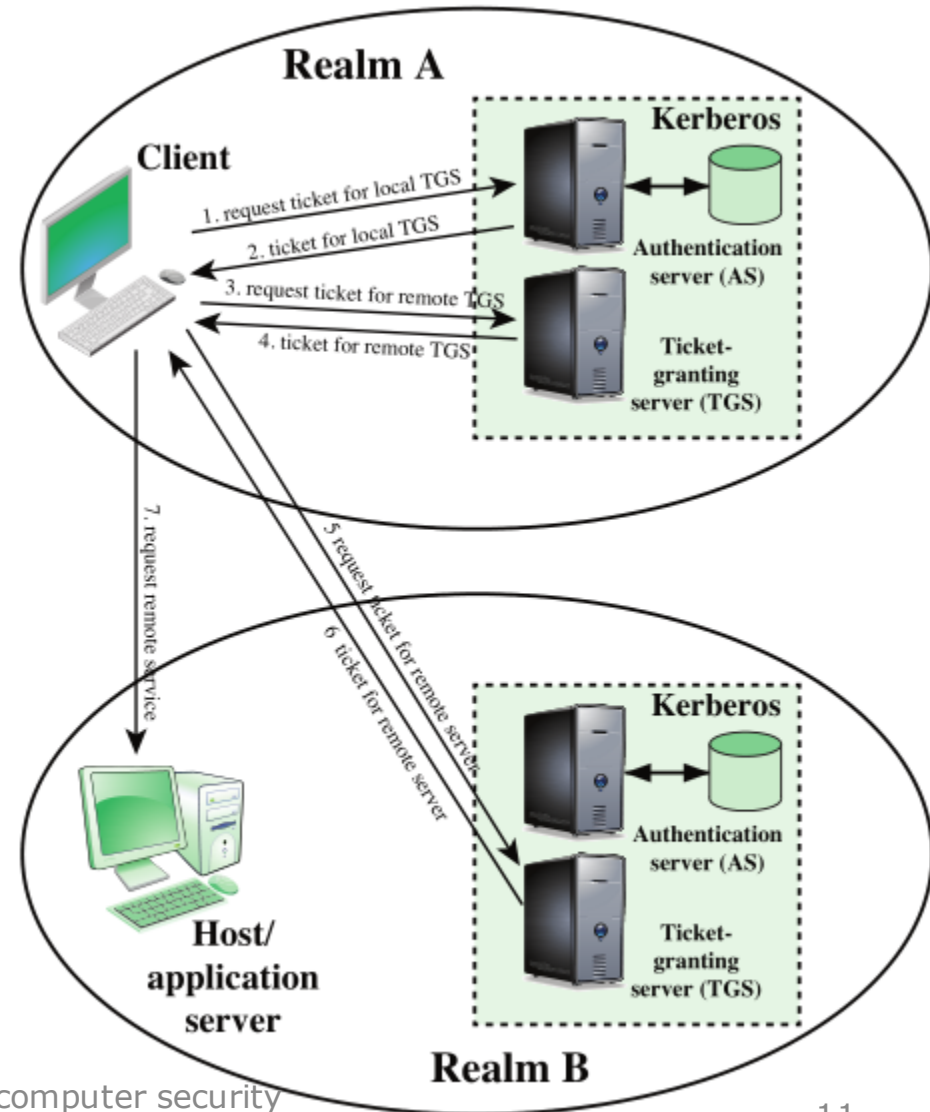 Realm A
Kerberos
Client
1. request ticket for local TGS
2. ticket for local TGS
Authentication
server (AS)
3. request ticket for remote TGS
4. ticket for remote TGS
Ticket-
granting
server (TGS)
7. request remote service
5 request ticket for remote server
6 ticket for remote server
Kerberos
Authentication
server (AS)
Host/
application
server
Ticket-
granting
server (TGS)
Realm B
computer security